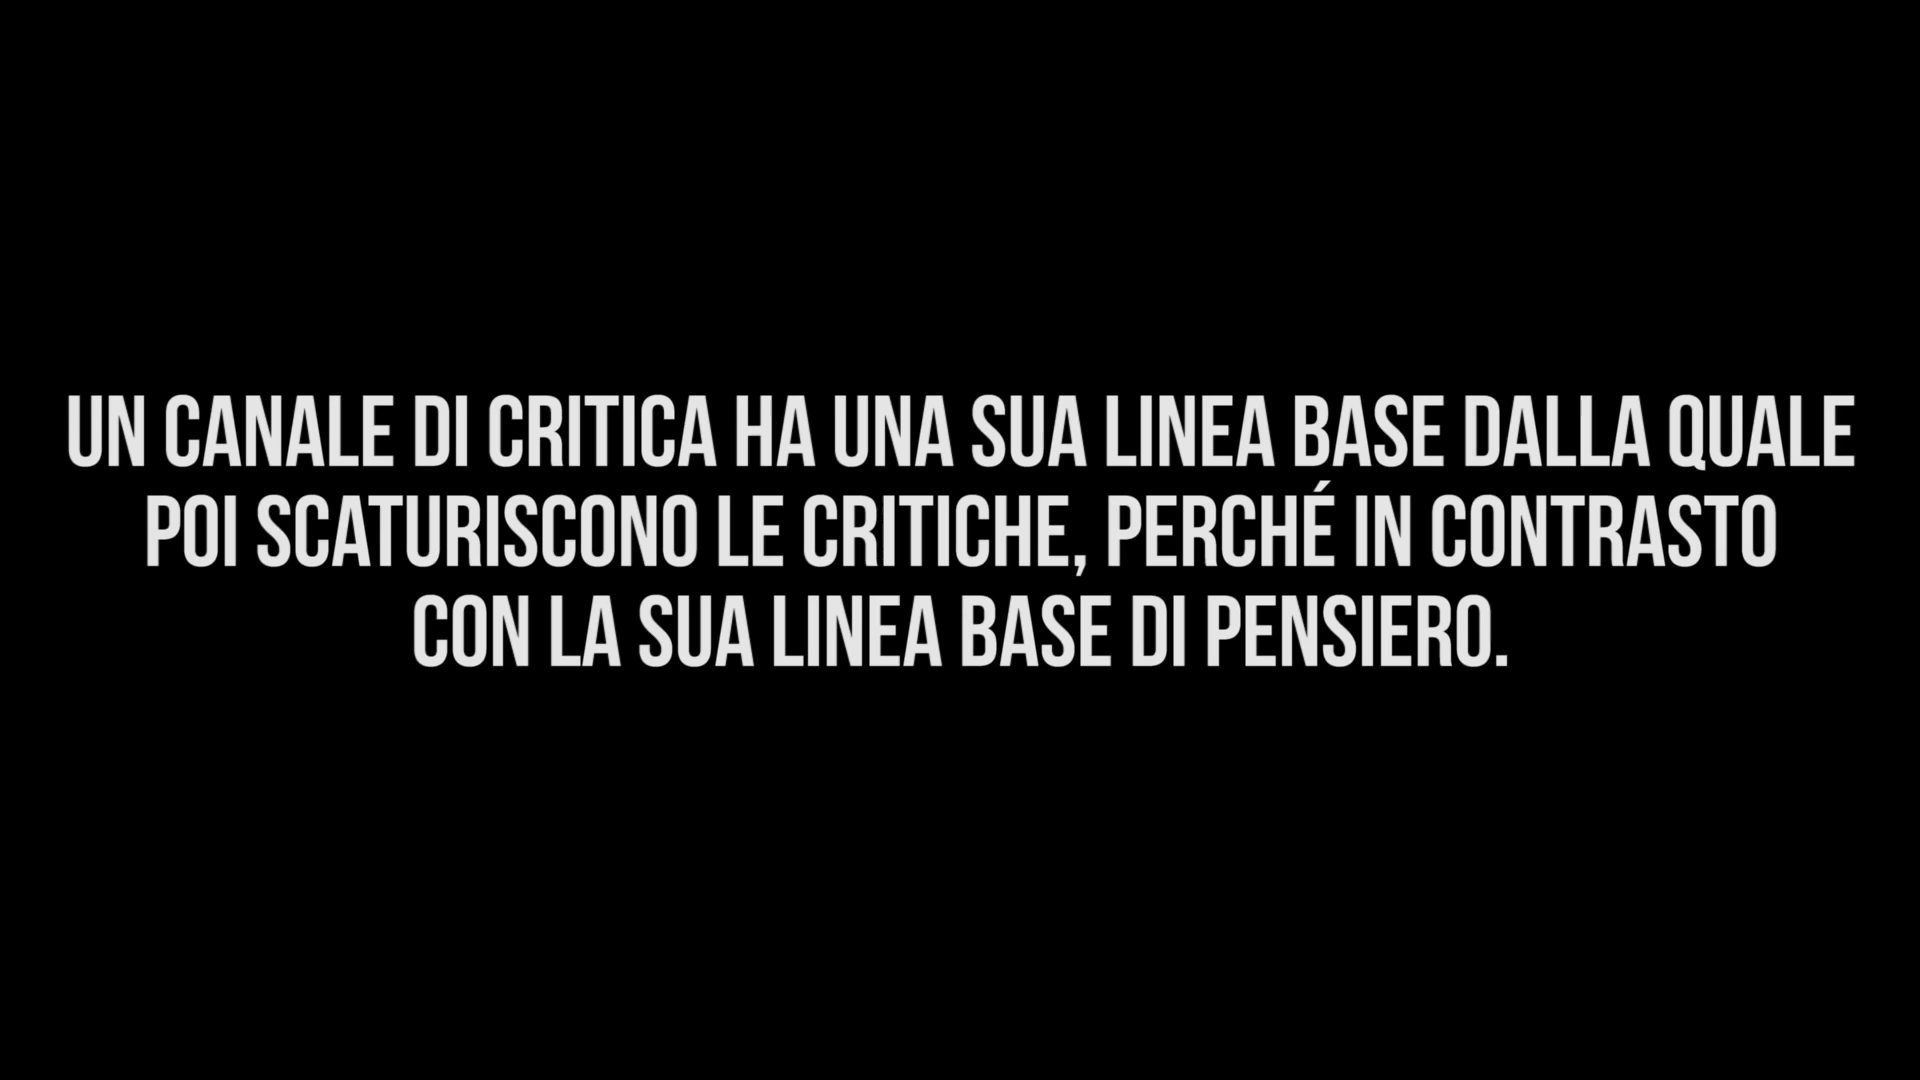 UN CANALE DI CRITICA HA UNA SUA LINEA BASE DALLA QUALE
POI SCATURISCONO LE CRITICHE, PERCHÉ IN CONTRASTO
CON LA SUA LINEA BASE DI PENSIERO.